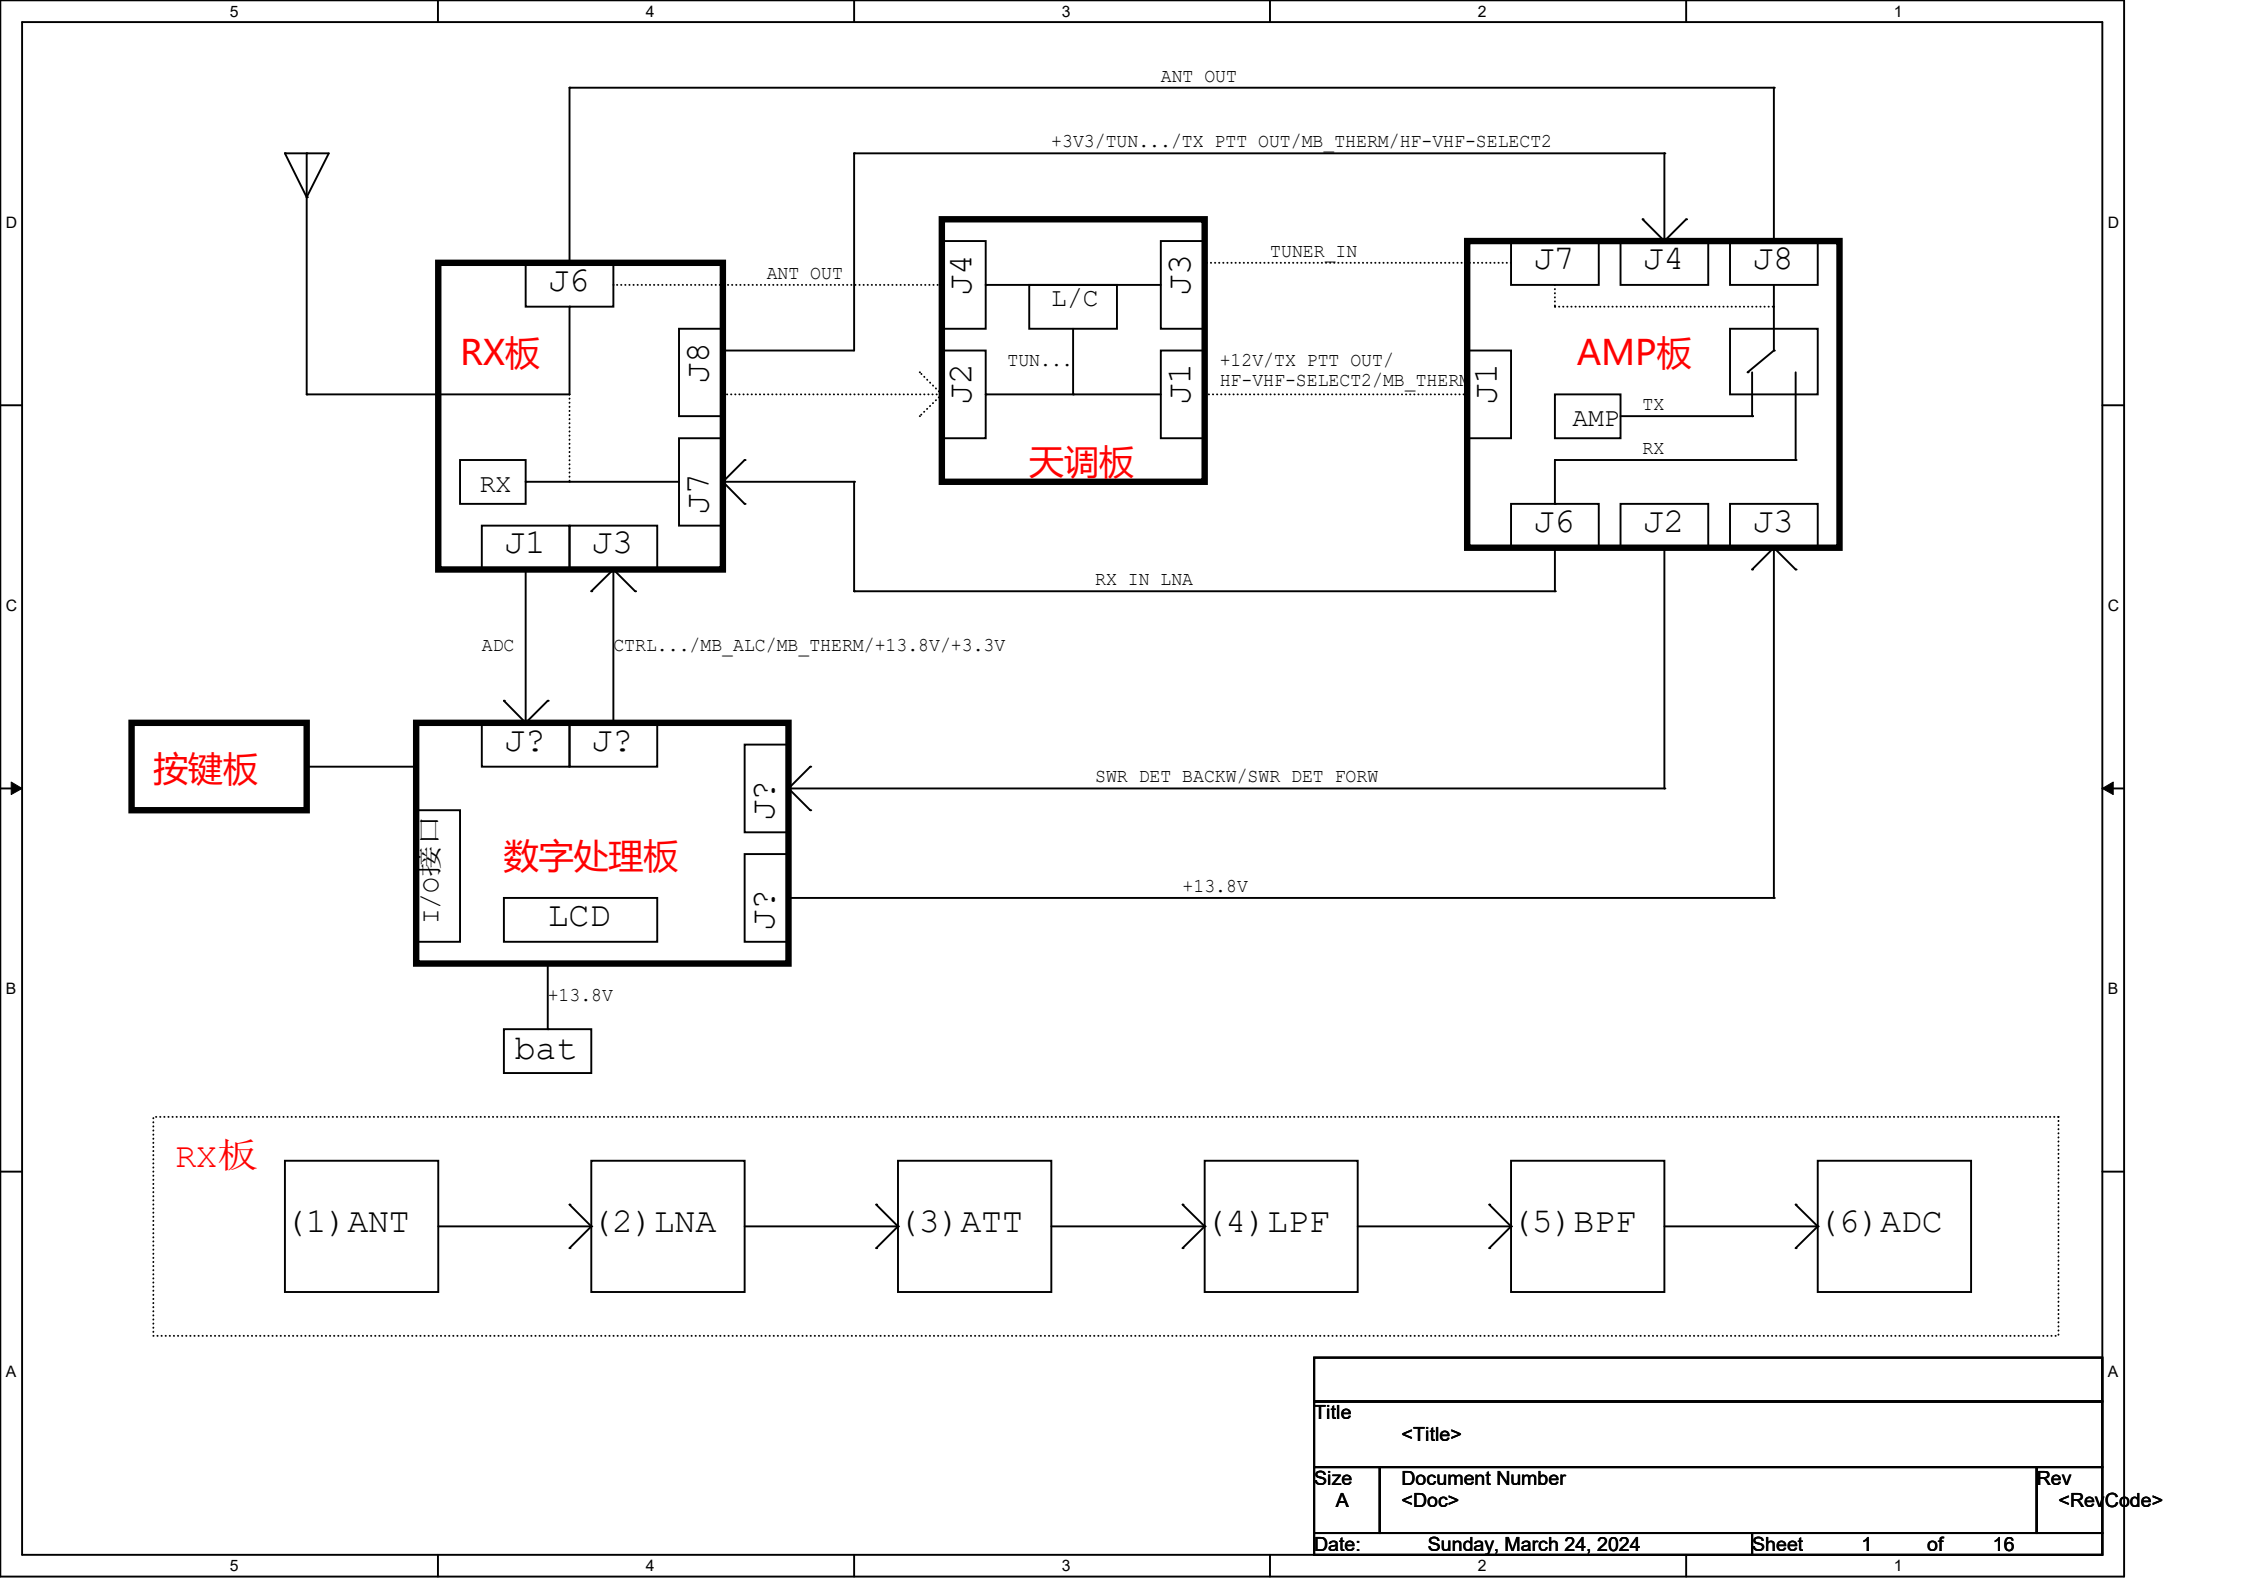 5 4 3 2 1
ANT OUT
+3V3/TUN.../TX PTT OUT/MB_THERM/HF-VHF-SELECT2
D D
TUNER_IN
ANT OUT
J6
J4
J3
J7 J4 J8
L/C
RX板
J8
TUN...
J2
J1
+12V/TX PTT OUT/
HF-VHF-SELECT2/MB_THERM
J1
AMP板
TX
AMP
RX
天调板
RX
J7
J1 J3
J6 J2 J3
RX IN LNA
C C
ADC
CTRL.../MB_ALC/MB_THERM/+13.8V/+3.3V
J? J?
按键板
J?
SWR DET BACKW/SWR DET FORW
I/O接口
数字处理板
J?
+13.8V
LCD
B B
+13.8V
bat
RX板
(1)ANT (2)LNA (3)ATT (4)LPF (5)BPF (6)ADC
A A
Title
<Title>
Size Document Number Rev
A <Doc> <RevCode>
Date: Sunday, March 24, 2024 Sheet 1 of 16
5 4 3 2 1